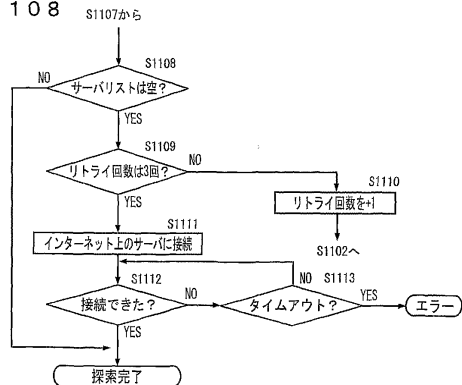 108
S1107から
S1108
NO
サーバリストは空?
YES
S1109
リトライ回数は3回?
NO
YES
S1110
リトライ回数を+1
S1102へ
S1111
インターネット上のサーバに接続
S1112
接続できた?
NO
YES
NO
S1113
タイムアウト?
YES
エラー
探索完了